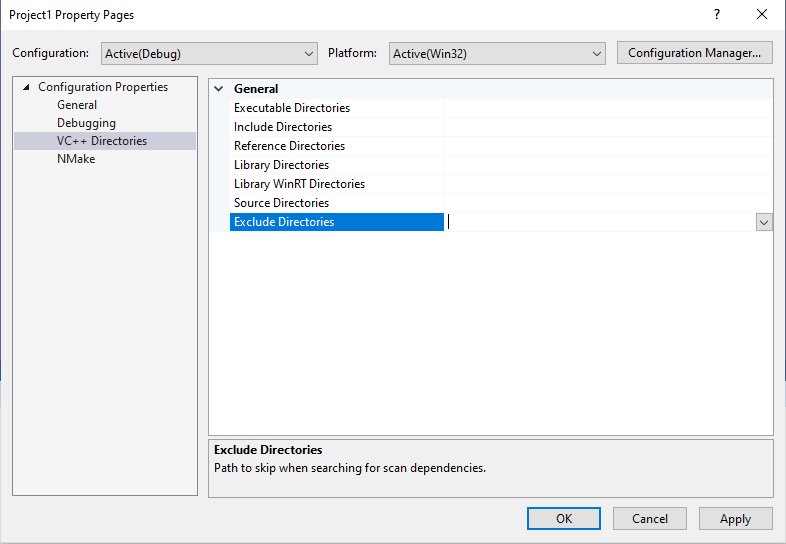 Project1 Property Pages
?
Configuration: Active(Debug) Platform: Active(Win32) Configuration Manager...
Configuration Properties
General
Debugging
VC++ Directories
NMake
General
Executable Directories
Include Directories
Reference Directories
Library Directories
Library WinRT Directories
Source Directories
Exclude Directories
Exclude Directories
Path to skip when searching for scan dependencies.
OK Cancel Apply